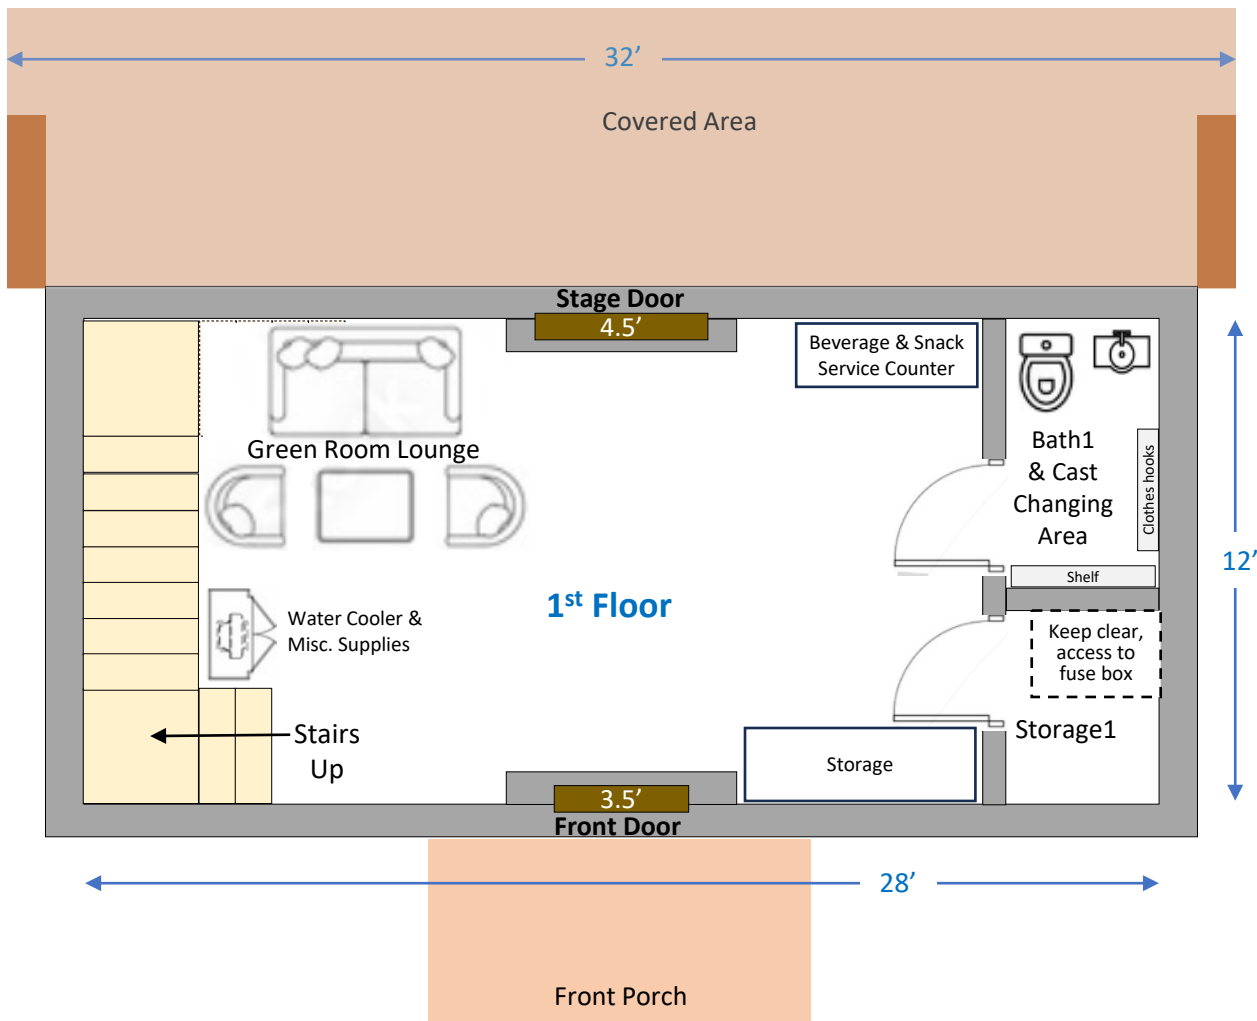 32’
Covered Area
Stage Door
4.5’
Beverage & Snack
Service Counter
Green Room Lounge
Bath1
& Cast
Changing
Area
Clothes hooks
Shelf
12’
1st Floor
Water Cooler &
Misc. Supplies
Keep clear,
access to
fuse box
Storage1
Stairs
Up
Storage
3.5’
Front Door
28’
Front Porch